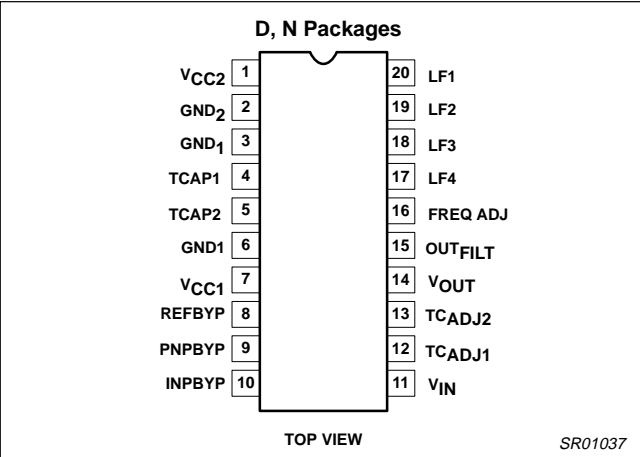 D, N Packages
VCC2 1 20 LF1
GND2 2 19 LF2
GND1 3 18 LF3
TCAP1 4 17 LF4
TCAP2 5 16 FREQ ADJ
GND1 6 15 OUTFILT
VCC1 7 14 VOUT
REFBYP 8 13 TCADJ2
PNPBYP 9 12 TCADJ1
INPBYP 10 11 VIN
TOP VIEW
SR01037